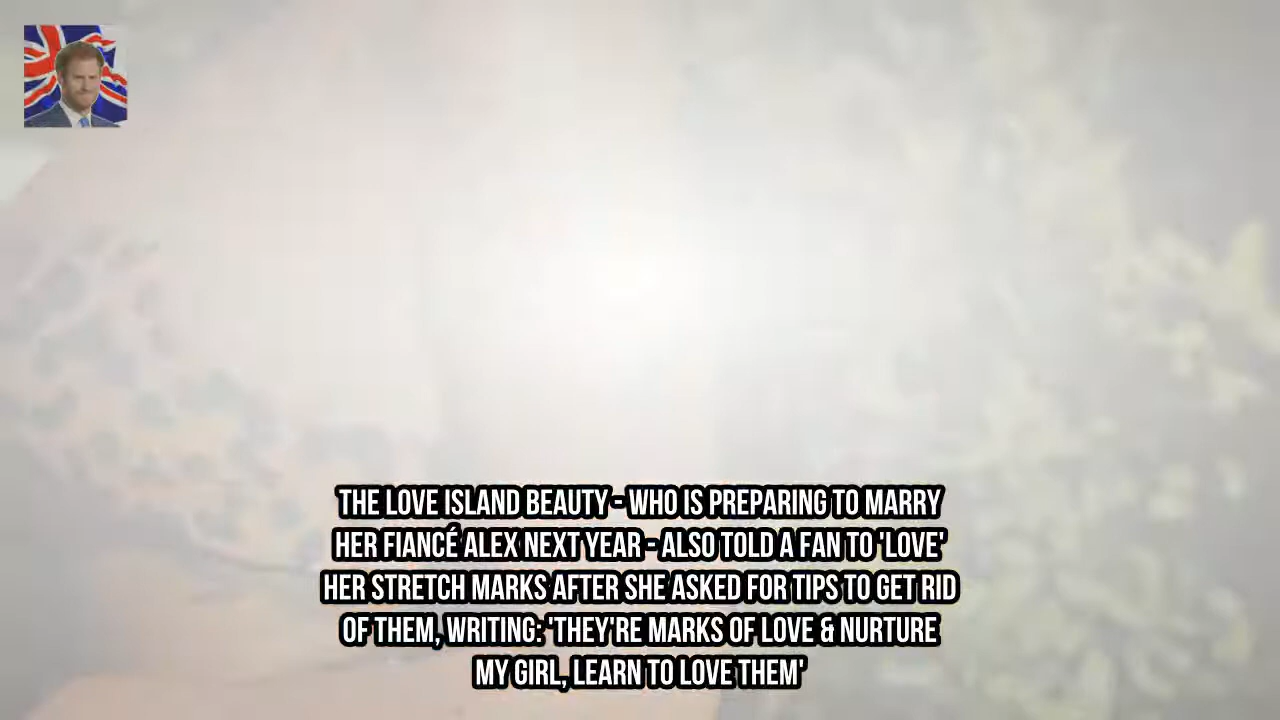 THE LOVE ISLAND BEAUTY - WHO IS PREPARING TO MARRY
HER FIANCÉ ALEX NEXT YEAR - ALSO TOLD A FAN TO 'LOVE'
HER STRETCH MARKS AFTER SHE ASKED FOR TIPS TO GET RID
OF THEM, WRITING: 'THEY'RE MARKS OF LOVE & NURTURE
MY GIRL, LEARN TO LOVE THEM'